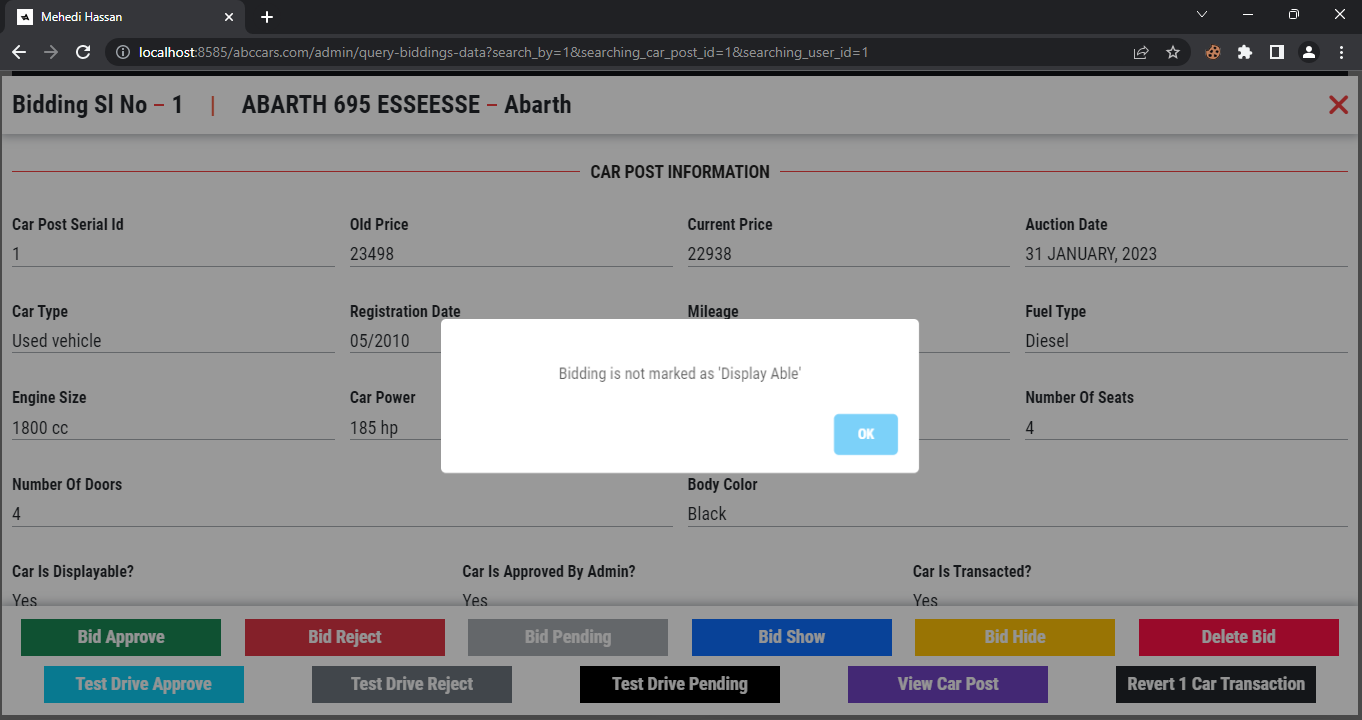 Mehedi Hassan
localhost:8585/abccars.com/admin/query-biddings-data?search_by=1&searching_car_post_id=1&searching_user_id=1
Bidding Sl No – 1 | ABARTH 695 ESSEESSE – Abarth
CAR POST INFORMATION
Car Post Serial Id Old Price Current Price Auction Date
1 23498 22938 31 JANUARY, 2023
Car Type Registration Date Mileage Fuel Type
Used vehicle 05/2010 Diesel
Bidding is not marked as 'Display Able'
Engine Size Car Power Number Of Seats
1800 cc 185 hp 4
OK
Number Of Doors Body Color
4 Black
Car Is Displayable? Car Is Approved By Admin? Car Is Transacted?
Yes Yes Yes
Bid Approve Bid Reject Bid Pending Bid Show Bid Hide Delete Bid
Test Drive Approve Test Drive Reject Test Drive Pending View Car Post Revert 1 Car Transaction